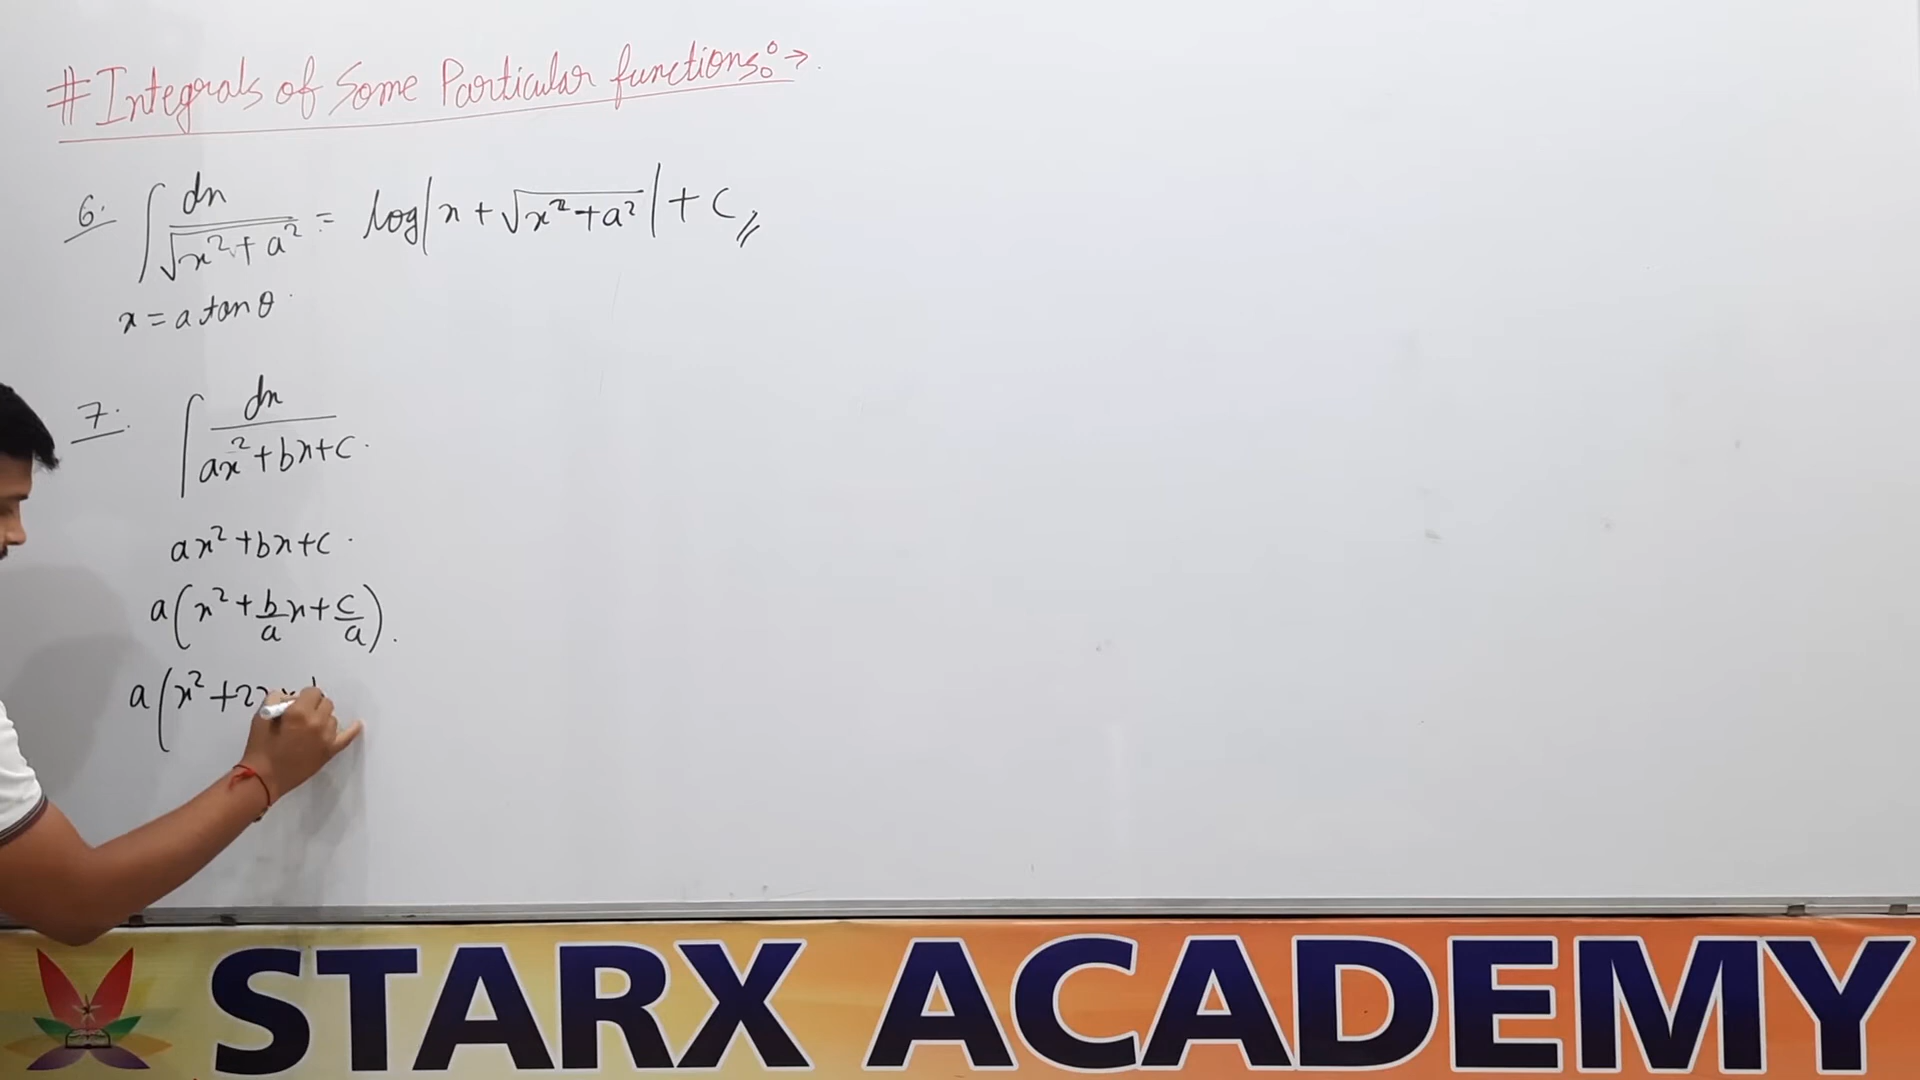 # Integrals of Some Particular functions:→.
6. ∫ dx/√(x²+a²) = log|x + √(x²+a²)| + C
x = a tan θ
7. ∫ dx/(ax²+bx+c).
ax²+bx+c.
a(x² + b/a x + c/a).
a(x² + 2
STARX ACADEMY